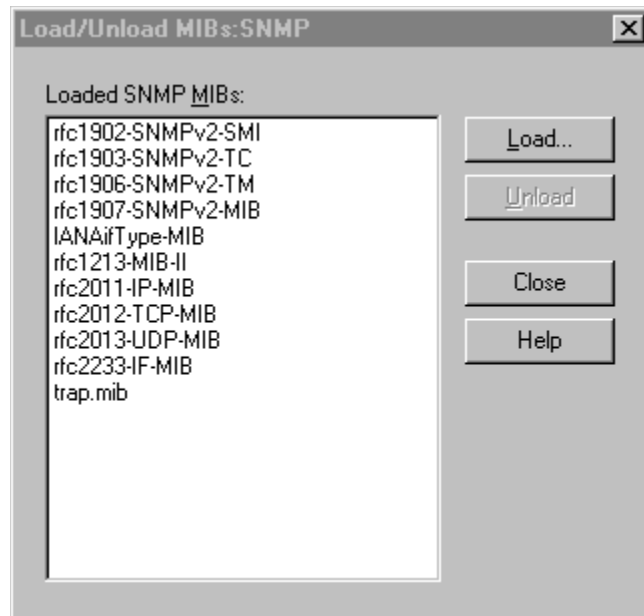 Load/Unload MIBs:SNMP
Loaded SNMP MIBs:
rfc1902-SNMPv2-SMI
rfc1903-SNMPv2-TC
rfc1906-SNMPv2-TM
rfc1907-SNMPv2-MIB
IANAifType-MIB
rfc1213-MIB-II
rfc2011-IP-MIB
rfc2012-TCP-MIB
rfc2013-UDP-MIB
rfc2233-IF-MIB
trap.mib
Load...
Unload
Close
Help